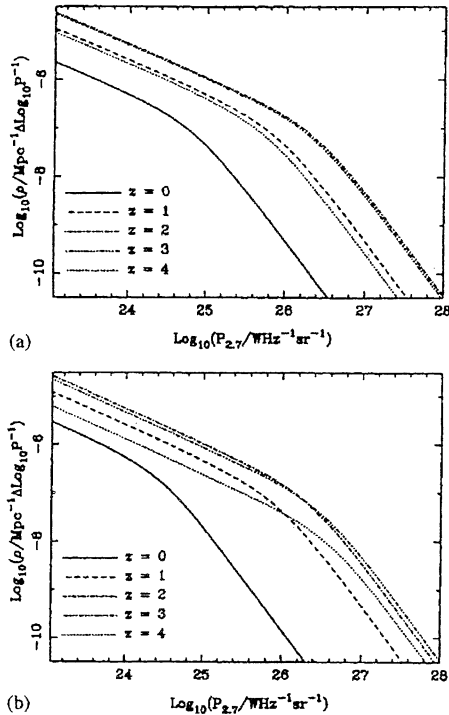 -6
-8
-10
Log₁₀(ρ/Mpc⁻¹ΔLog₁₀P⁻¹)
z = 0
z = 1
z = 2
z = 3
z = 4
24 25 26 27 28
(a)
Log₁₀(P₂.₇/WHz⁻¹sr⁻¹)
-6
-8
-10
Log₁₀(ρ/Mpc⁻¹ΔLog₁₀P⁻¹)
z = 0
z = 1
z = 2
z = 3
z = 4
24 25 26 27 28
(b)
Log₁₀(P₂.₇/WHz⁻¹sr⁻¹)